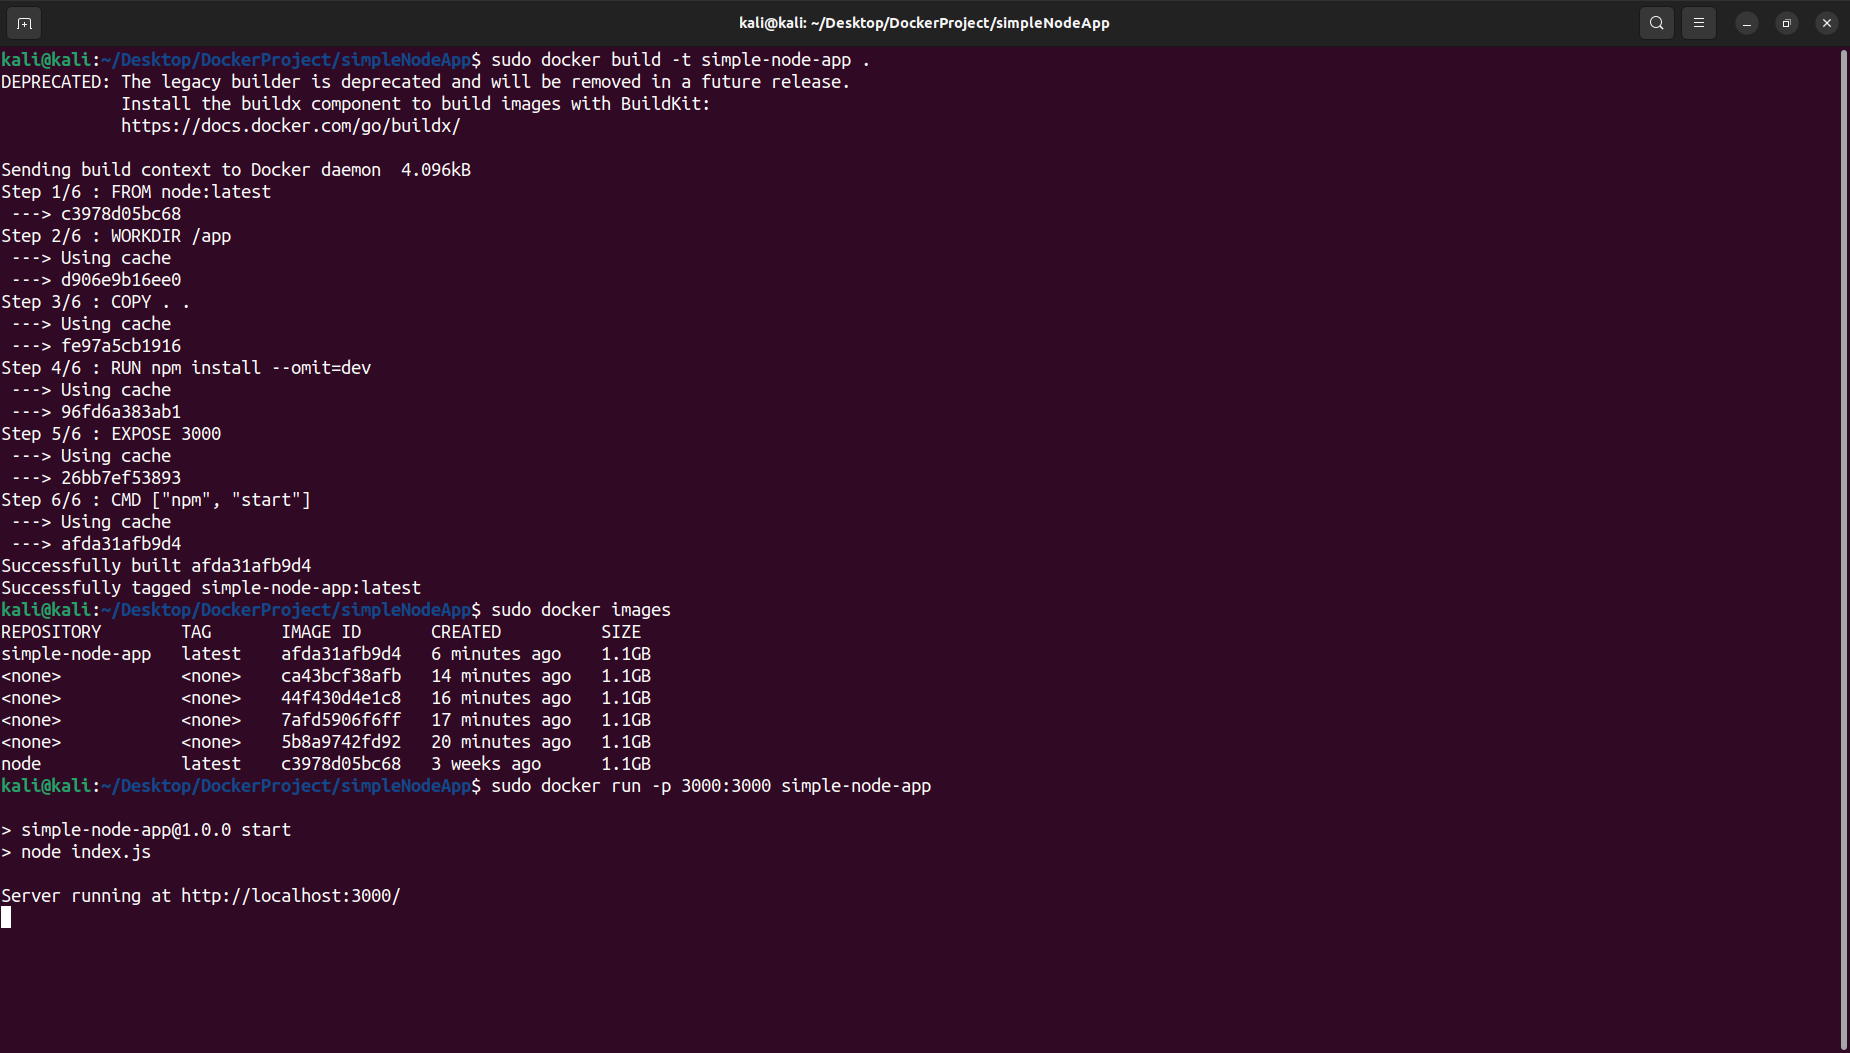 kali@kali: ~/Desktop/DockerProject/simpleNodeApp
kali@kali:~/Desktop/DockerProject/simpleNodeApp$ sudo docker build -t simple-node-app .
DEPRECATED: The legacy builder is deprecated and will be removed in a future release.
            Install the buildx component to build images with BuildKit:
            https://docs.docker.com/go/buildx/

Sending build context to Docker daemon  4.096kB
Step 1/6 : FROM node:latest
 ---> c3978d05bc68
Step 2/6 : WORKDIR /app
 ---> Using cache
 ---> d906e9b16ee0
Step 3/6 : COPY . .
 ---> Using cache
 ---> fe97a5cb1916
Step 4/6 : RUN npm install --omit=dev
 ---> Using cache
 ---> 96fd6a383ab1
Step 5/6 : EXPOSE 3000
 ---> Using cache
 ---> 26bb7ef53893
Step 6/6 : CMD ["npm", "start"]
 ---> Using cache
 ---> afda31afb9d4
Successfully built afda31afb9d4
Successfully tagged simple-node-app:latest
kali@kali:~/Desktop/DockerProject/simpleNodeApp$ sudo docker images
REPOSITORY        TAG       IMAGE ID       CREATED          SIZE
simple-node-app   latest    afda31afb9d4   6 minutes ago    1.1GB
<none>            <none>    ca43bcf38afb   14 minutes ago   1.1GB
<none>            <none>    44f430d4e1c8   16 minutes ago   1.1GB
<none>            <none>    7afd5906f6ff   17 minutes ago   1.1GB
<none>            <none>    5b8a9742fd92   20 minutes ago   1.1GB
node              latest    c3978d05bc68   3 weeks ago      1.1GB
kali@kali:~/Desktop/DockerProject/simpleNodeApp$ sudo docker run -p 3000:3000 simple-node-app

> simple-node-app@1.0.0 start
> node index.js

Server running at http://localhost:3000/